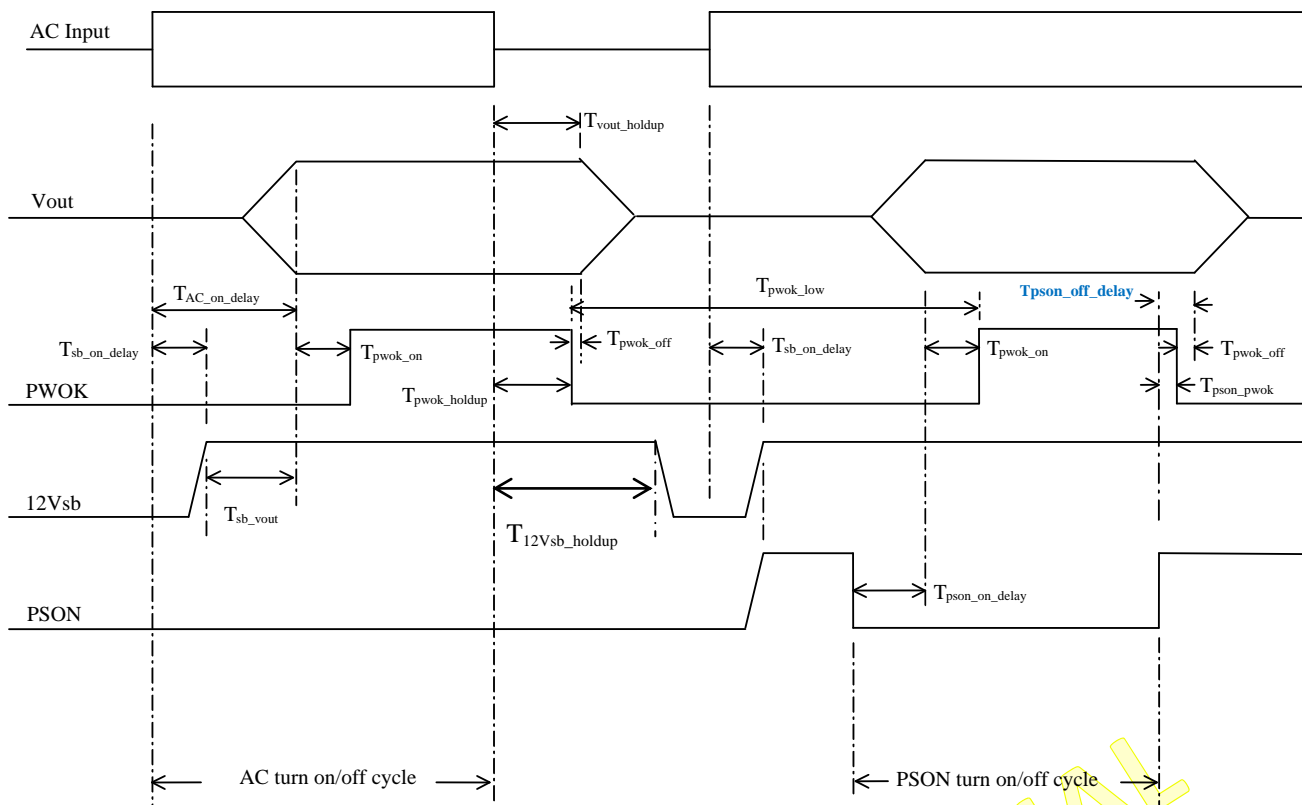 AC Input
Tvout_holdup
Vout
TAC_on_delay
Tpwok_low
Tpson_off_delay
Tsb_on_delay
Tpwok_on
Tpwok_off
Tsb_on_delay
Tpwok_on
Tpwok_off
PWOK
Tpwok_holdup
Tpson_pwok
12Vsb
Tsb_vout
T12Vsb_holdup
Tpson_on_delay
PSON
AC turn on/off cycle
PSON turn on/off cycle